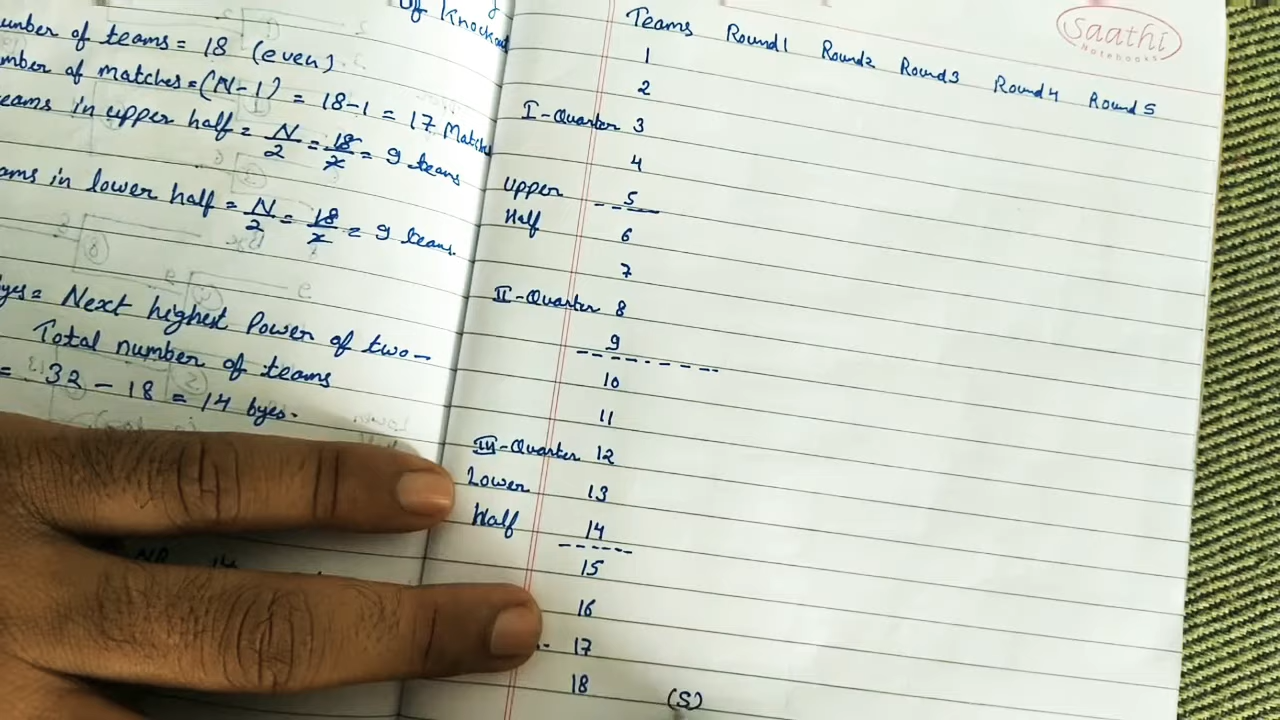 of Knockout
number of teams = 18 (even)
mber of matches = (N-1) = 18-1 = 17 Matches
eams in upper half = N/2 = 18/2 = 9 teams
ams in lower half = N/2 = 18/2 = 9 teams.
yes = Next highest Power of two -
Total number of teams
= 32 - 18 = 14 byes.
Saathi
Notebooks
Teams Round1 Round2 Round3 Round4 Round5
1
2
I-Quarter 3
4
Upper 5
Half 6
7
II-Quarter 8
9
10
11
III-Quarter 12
Lower 13
Half 14
15
16
17
18 (S)